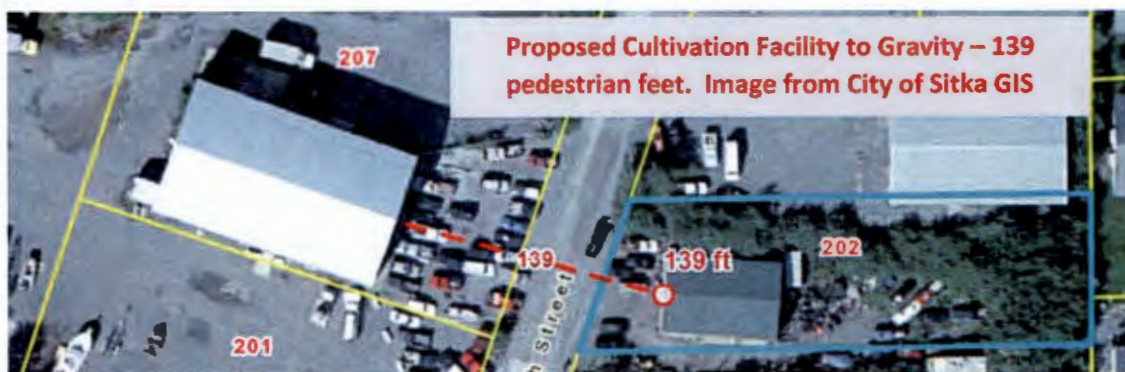 Proposed Cultivation Facility to Gravity – 139
pedestrian feet. Image from City of Sitka GIS
207
139
139 ft
202
Street
201